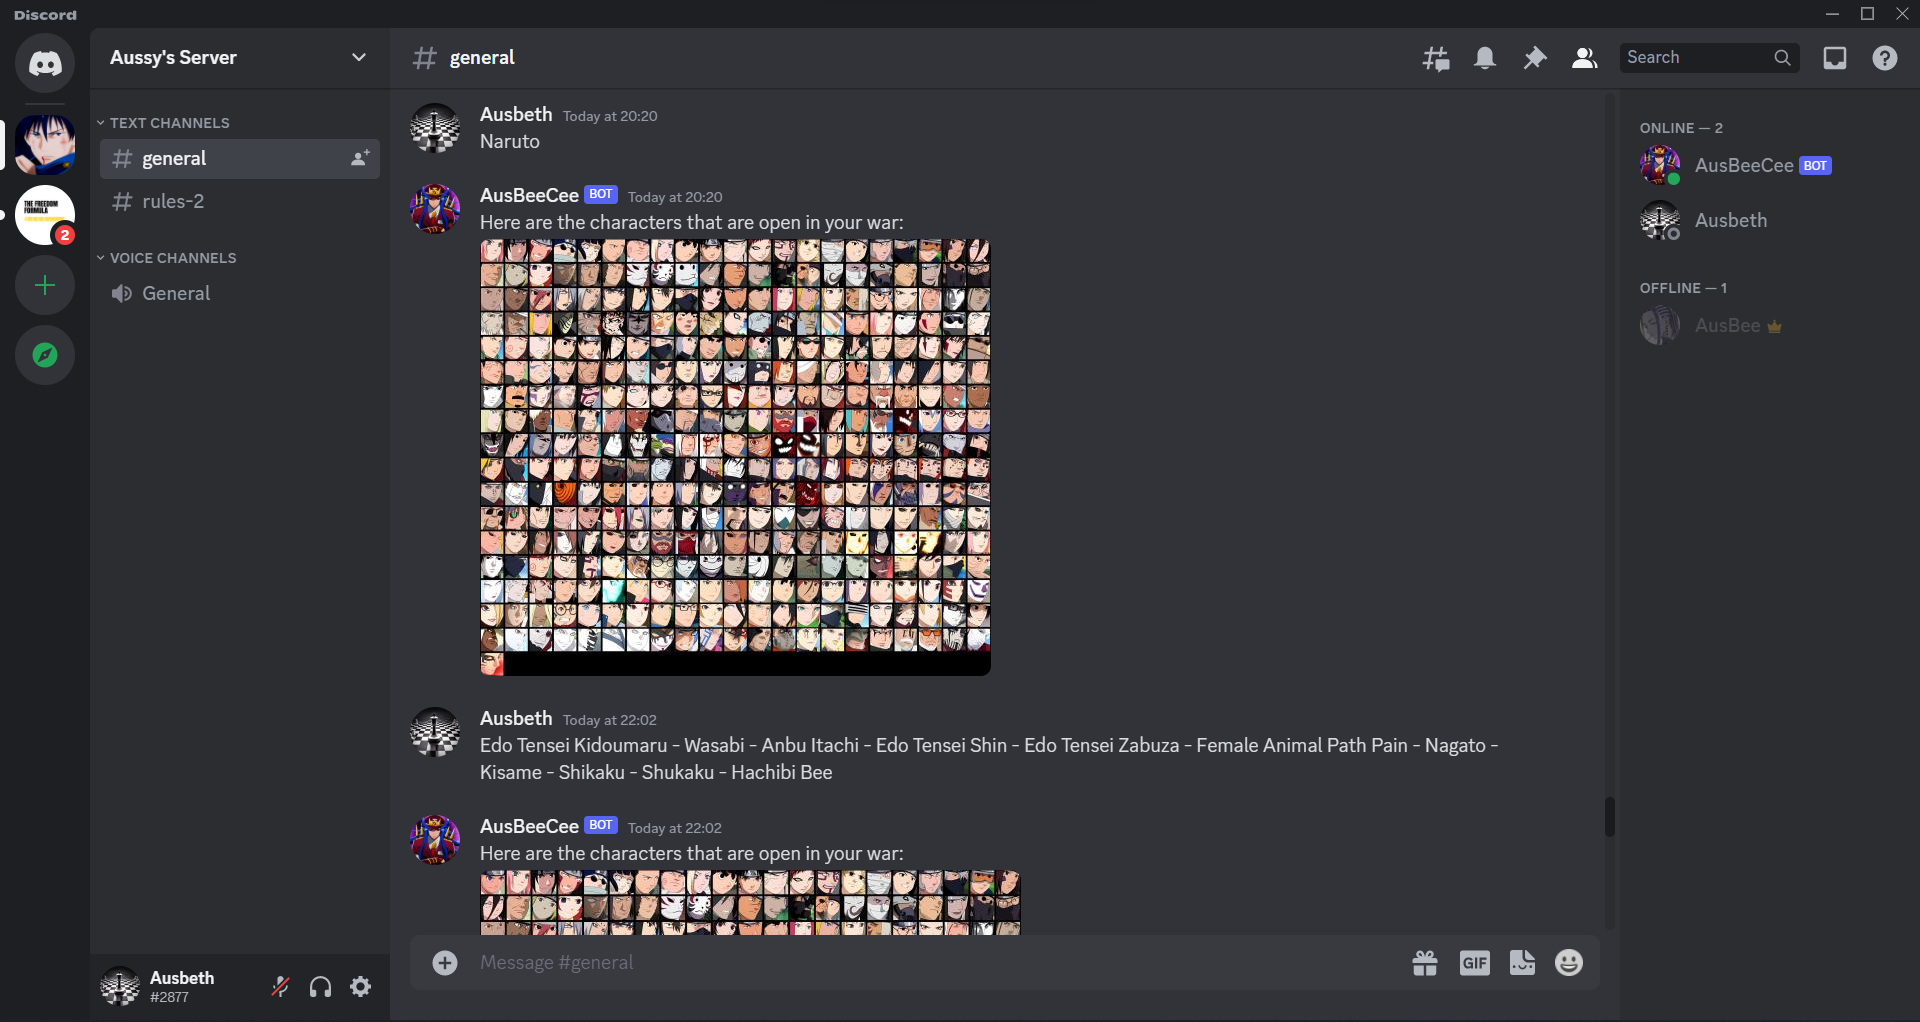 Discord
Aussy's Server
general
Search
TEXT CHANNELS
general
rules-2
VOICE CHANNELS
General
THE FREEDOM
FORMULA
2
Ausbeth Today at 20:20
Naruto
AusBeeCee BOT Today at 20:20
Here are the characters that are open in your war:
Ausbeth Today at 22:02
Edo Tensei Kidoumaru - Wasabi - Anbu Itachi - Edo Tensei Shin - Edo Tensei Zabuza - Female Animal Path Pain - Nagato -
Kisame - Shikaku - Shukaku - Hachibi Bee
AusBeeCee BOT Today at 22:02
Here are the characters that are open in your war:
Message #general
GIF
Ausbeth
#2877
ONLINE — 2
AusBeeCee BOT
Ausbeth
OFFLINE — 1
AusBee